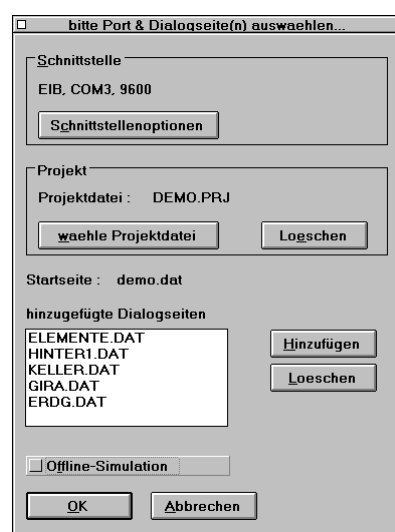 bitte Port & Dialogseite(n) auswaehlen...
Schnittstelle
EIB, COM3, 9600
Schnittstellenoptionen
Projekt
Projektdatei : DEMO.PRJ
waehle Projektdatei Loeschen
Startseite : demo.dat
hinzugefügte Dialogseiten
ELEMENTE.DAT
HINTER1.DAT
KELLER.DAT
GIRA.DAT
ERDG.DAT
Hinzufügen
Loeschen
Offline-Simulation
OK Abbrechen